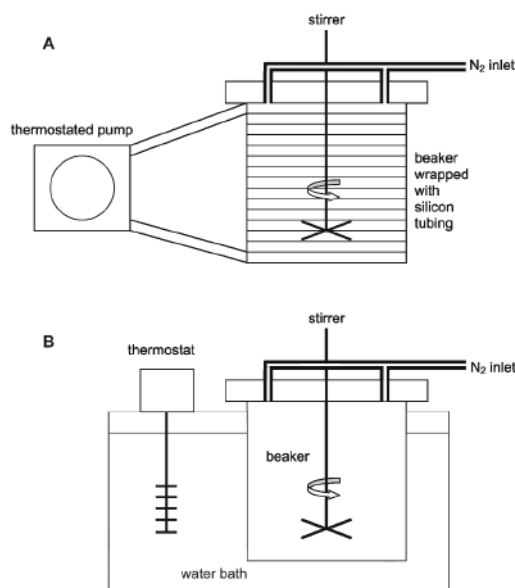 A
stirrer
N₂ inlet
thermostated pump
beaker
wrapped
with
silicon
tubing
B
stirrer
thermostat
N₂ inlet
beaker
water bath